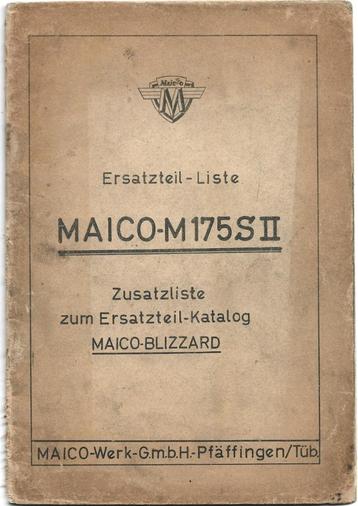 Maico
M
Ersatzteil-Liste
MAICO-M175SII
Zusatzliste
zum Ersatzteil-Katalog
MAICO-BLIZZARD
MAICO-Werk-G.m.b.H.-Pfäffingen/Tüb.